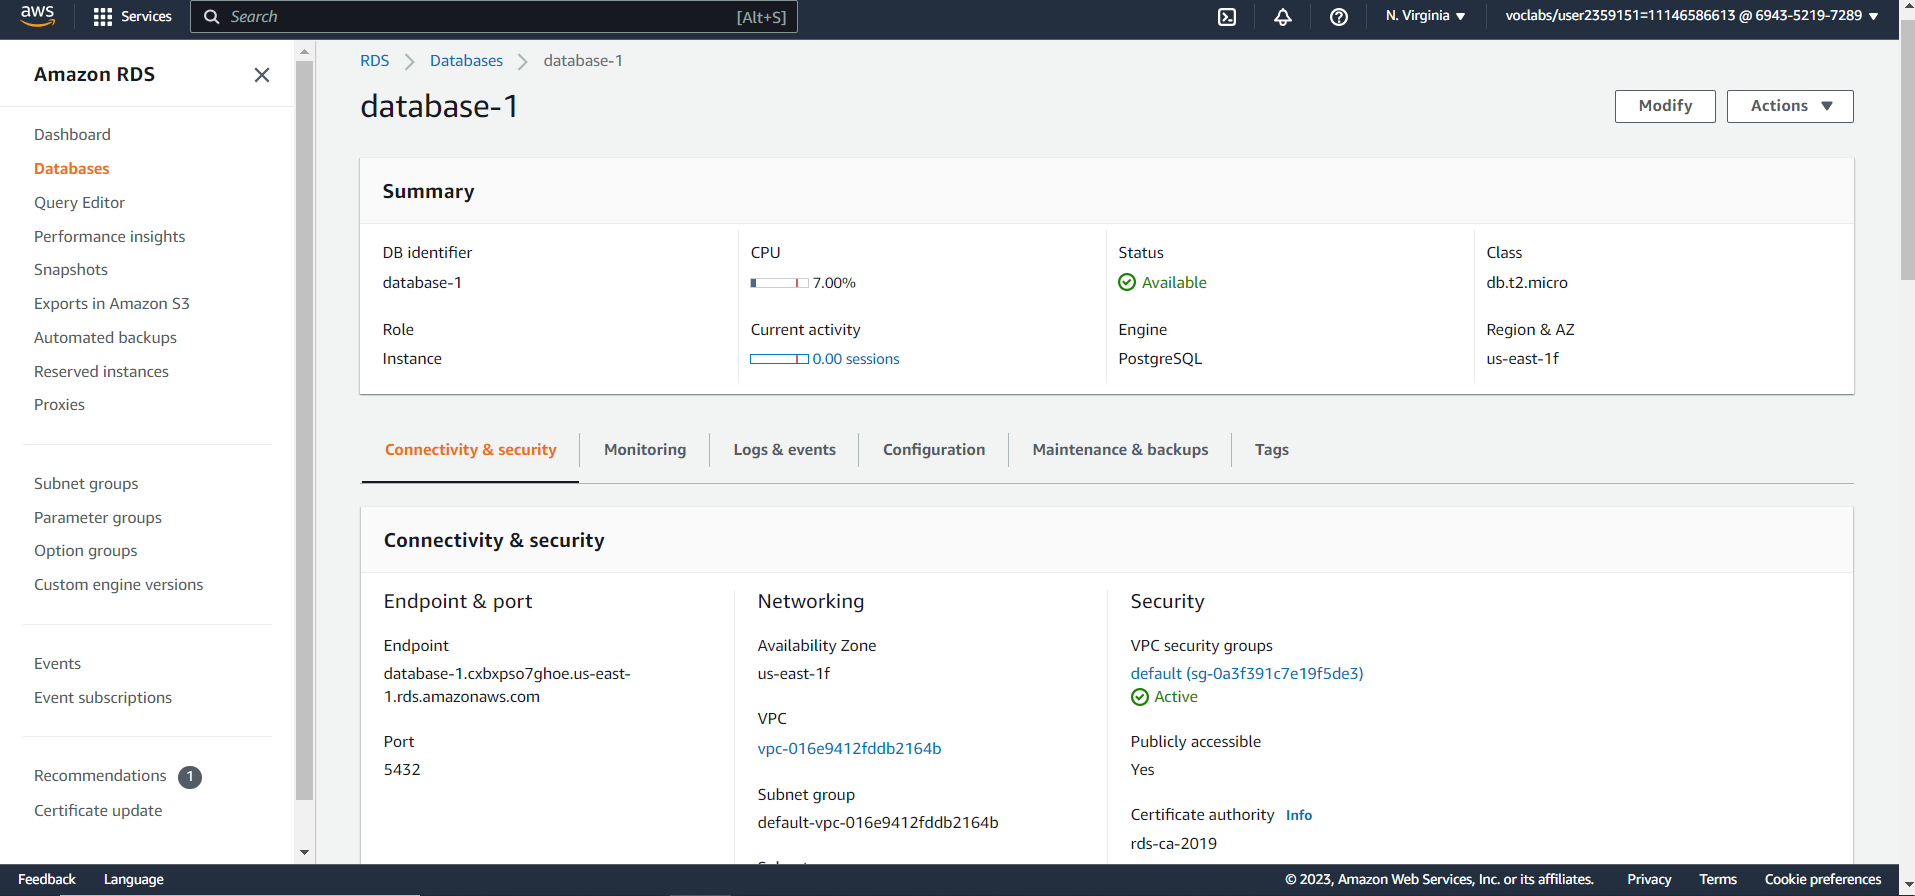 aws
Services
Search
[Alt+S]
N. Virginia
voclabs/user2359151=11146586613 @ 6943-5219-7289
Amazon RDS
Dashboard
Databases
Query Editor
Performance insights
Snapshots
Exports in Amazon S3
Automated backups
Reserved instances
Proxies
Subnet groups
Parameter groups
Option groups
Custom engine versions
Events
Event subscriptions
Recommendations 1
Certificate update
RDS
Databases
database-1
database-1
Modify
Actions
Summary
DB identifier
database-1
CPU
7.00%
Status
Available
Class
db.t2.micro
Role
Instance
Current activity
0.00 sessions
Engine
PostgreSQL
Region & AZ
us-east-1f
Connectivity & security
Monitoring
Logs & events
Configuration
Maintenance & backups
Tags
Connectivity & security
Endpoint & port
Endpoint
database-1.cxbxpso7ghoe.us-east-
1.rds.amazonaws.com
Port
5432
Networking
Availability Zone
us-east-1f
VPC
vpc-016e9412fddb2164b
Subnet group
default-vpc-016e9412fddb2164b
Security
VPC security groups
default (sg-0a3f391c7e19f5de3)
Active
Publicly accessible
Yes
Certificate authority Info
rds-ca-2019
Feedback
Language
© 2023, Amazon Web Services, Inc. or its affiliates.
Privacy
Terms
Cookie preferences